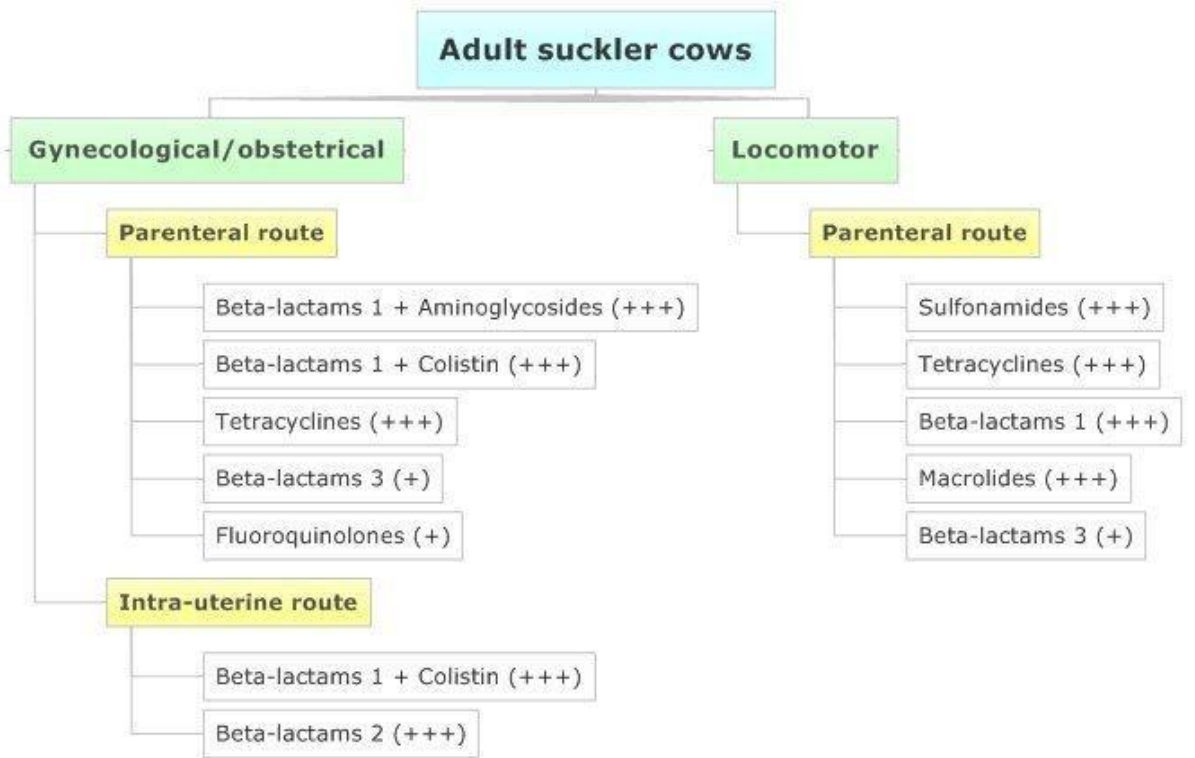 Adult suckler cows
Gynecological/obstetrical
Parenteral route
Beta-lactams 1 + Aminoglycosides (+++)
Beta-lactams 1 + Colistin (+++)
Tetracyclines (+++)
Beta-lactams 3 (+)
Fluoroquinolones (+)
Intra-uterine route
Beta-lactams 1 + Colistin (+++)
Beta-lactams 2 (+++)
Locomotor
Parenteral route
Sulfonamides (+++)
Tetracyclines (+++)
Beta-lactams 1 (+++)
Macrolides (+++)
Beta-lactams 3 (+)